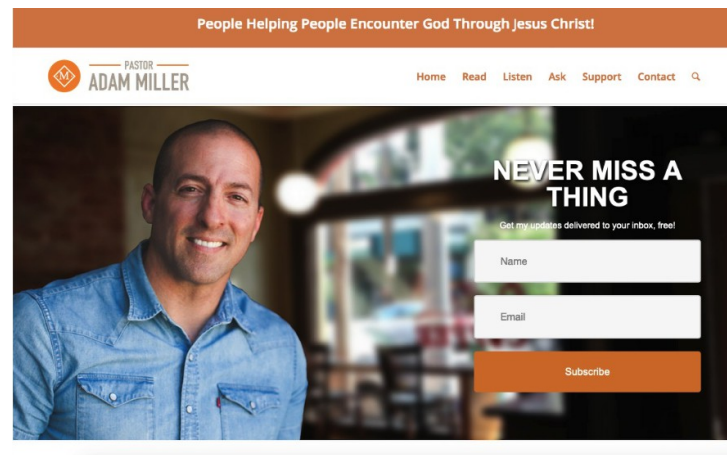 People Helping People Encounter God Through Jesus Christ!
M
PASTOR
ADAM MILLER
Home Read Listen Ask Support Contact
NEVER MISS A
THING
Get my updates delivered to your inbox, free!
Name
Email
Subscribe